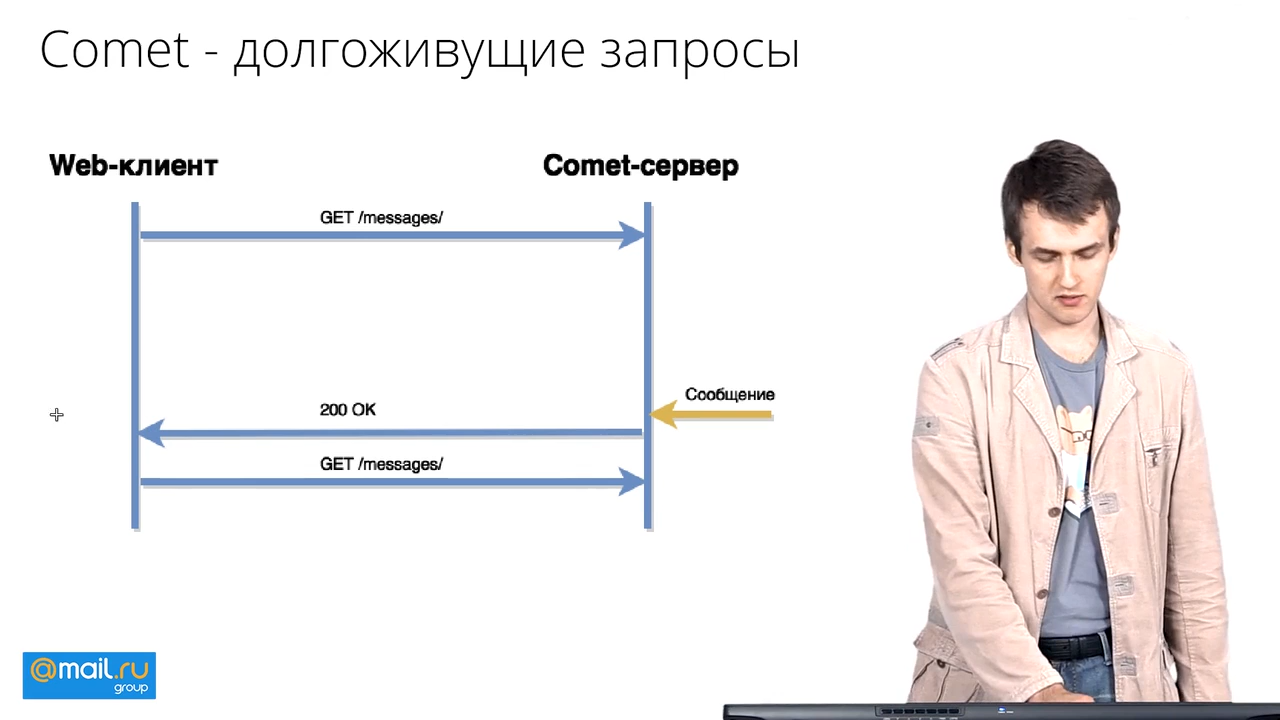 Comet - долгоживущие запросы
Web-клиент
Comet-сервер
GET /messages/
Сообщение
200 OK
GET /messages/
@mail.ru
group